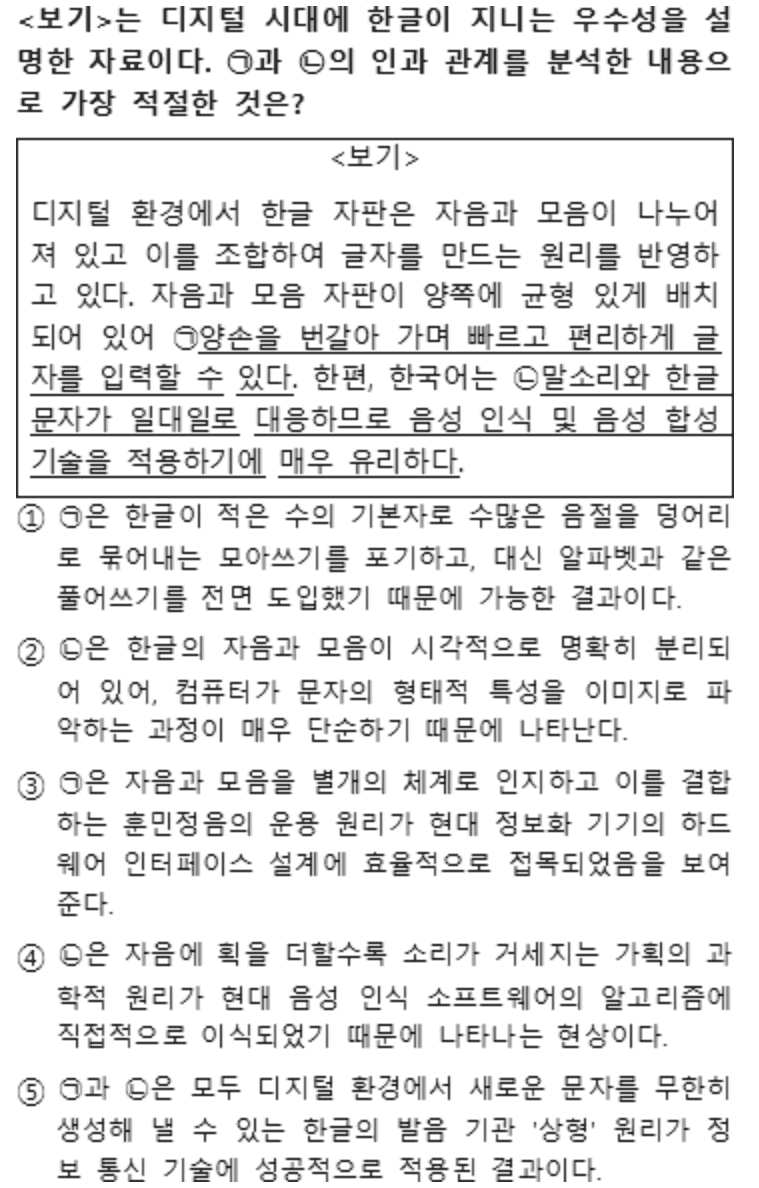 <보기>는 디지털 시대에 한글이 지니는 우수성을 설
명한 자료이다. ㉠과 ㉡의 인과 관계를 분석한 내용으
로 가장 적절한 것은?
<보기>
디지털 환경에서 한글 자판은 자음과 모음이 나누어
져 있고 이를 조합하여 글자를 만드는 원리를 반영하
고 있다. 자음과 모음 자판이 양쪽에 균형 있게 배치
되어 있어 ㉠양손을 번갈아 가며 빠르고 편리하게 글
자를 입력할 수 있다. 한편, 한국어는 ㉡말소리와 한글
문자가 일대일로 대응하므로 음성 인식 및 음성 합성
기술을 적용하기에 매우 유리하다.
① ㉠은 한글이 적은 수의 기본자로 수많은 음절을 덩어리
로 묶어내는 모아쓰기를 포기하고, 대신 알파벳과 같은
풀어쓰기를 전면 도입했기 때문에 가능한 결과이다.
② ㉡은 한글의 자음과 모음이 시각적으로 명확히 분리되
어 있어, 컴퓨터가 문자의 형태적 특성을 이미지로 파
악하는 과정이 매우 단순하기 때문에 나타난다.
③ ㉠은 자음과 모음을 별개의 체계로 인지하고 이를 결합
하는 훈민정음의 운용 원리가 현대 정보화 기기의 하드
웨어 인터페이스 설계에 효율적으로 접목되었음을 보여
준다.
④ ㉡은 자음에 획을 더할수록 소리가 거세지는 가획의 과
학적 원리가 현대 음성 인식 소프트웨어의 알고리즘에
직접적으로 이식되었기 때문에 나타나는 현상이다.
⑤ ㉠과 ㉡은 모두 디지털 환경에서 새로운 문자를 무한히
생성해 낼 수 있는 한글의 발음 기관 '상형' 원리가 정
보 통신 기술에 성공적으로 적용된 결과이다.